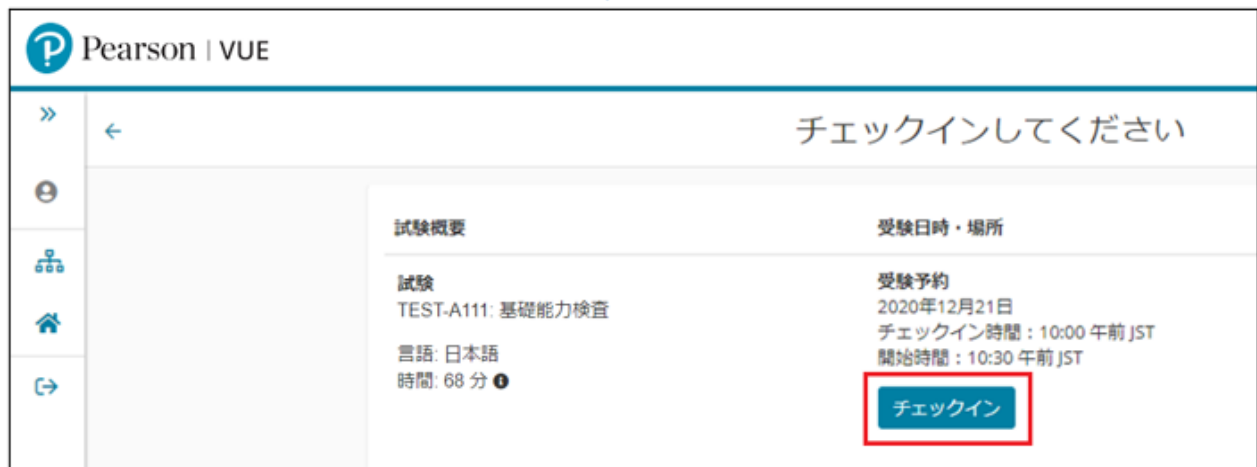 Pearson | VUE
チェックインしてください
試験概要
受験日時・場所
試験
TEST-A111: 基礎能力検査
言語: 日本語
時間: 68 分
受験予約
2020年12月21日
チェックイン時間：10:00 午前 JST
開始時間：10:30 午前 JST
チェックイン